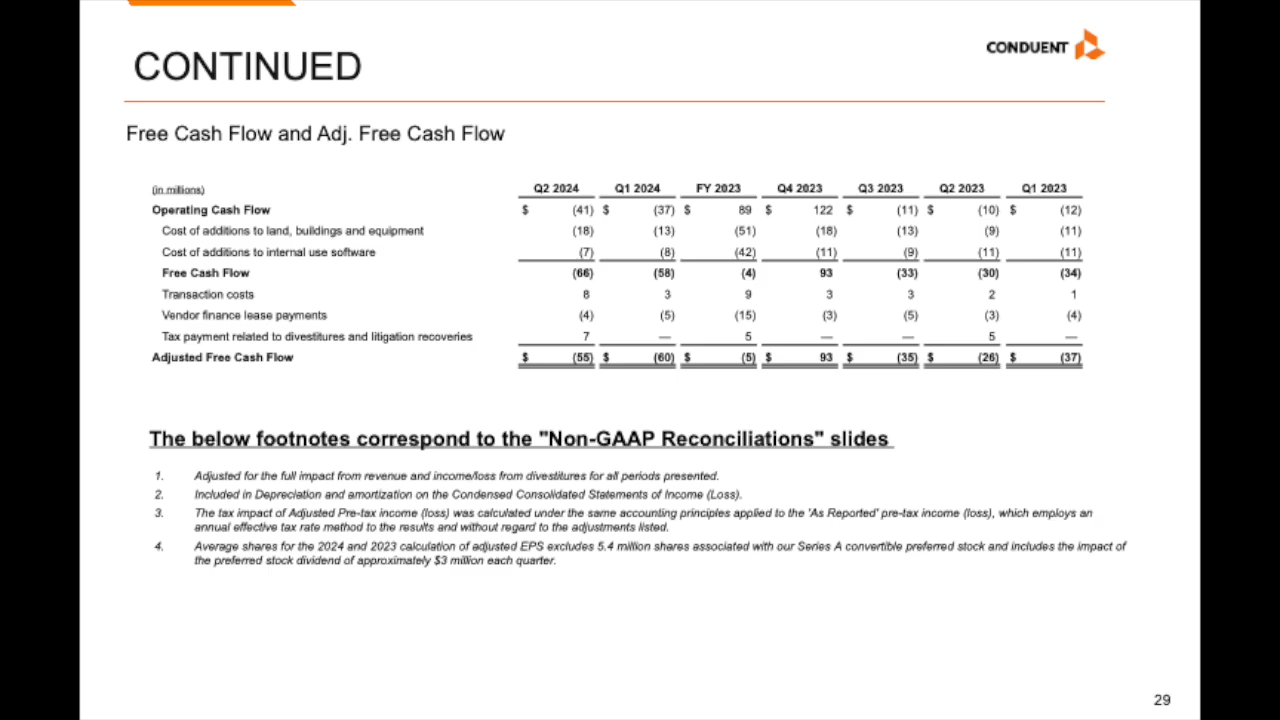 CONTINUED
CONDUENT
Free Cash Flow and Adj. Free Cash Flow
(in millions) Q2 2024 Q1 2024 FY 2023 Q4 2023 Q3 2023 Q2 2023 Q1 2023
Operating Cash Flow $ (41) $ (37) $ 89 $ 122 $ (11) $ (10) $ (12)
Cost of additions to land, buildings and equipment (18) (13) (51) (18) (13) (9) (11)
Cost of additions to internal use software (7) (8) (42) (11) (9) (11) (11)
Free Cash Flow (66) (58) (4) 93 (33) (30) (34)
Transaction costs 8 3 9 3 3 2 1
Vendor finance lease payments (4) (5) (15) (3) (5) (3) (4)
Tax payment related to divestitures and litigation recoveries 7 — 5 — — 5 —
Adjusted Free Cash Flow $ (55) $ (60) $ (5) $ 93 $ (35) $ (26) $ (37)
The below footnotes correspond to the "Non-GAAP Reconciliations" slides
1. Adjusted for the full impact from revenue and income/loss from divestitures for all periods presented.
2. Included in Depreciation and amortization on the Condensed Consolidated Statements of Income (Loss).
3. The tax impact of Adjusted Pre-tax income (loss) was calculated under the same accounting principles applied to the 'As Reported' pre-tax income (loss), which employs an
annual effective tax rate method to the results and without regard to the adjustments listed.
4. Average shares for the 2024 and 2023 calculation of adjusted EPS excludes 5.4 million shares associated with our Series A convertible preferred stock and includes the impact of
the preferred stock dividend of approximately $3 million each quarter.
29